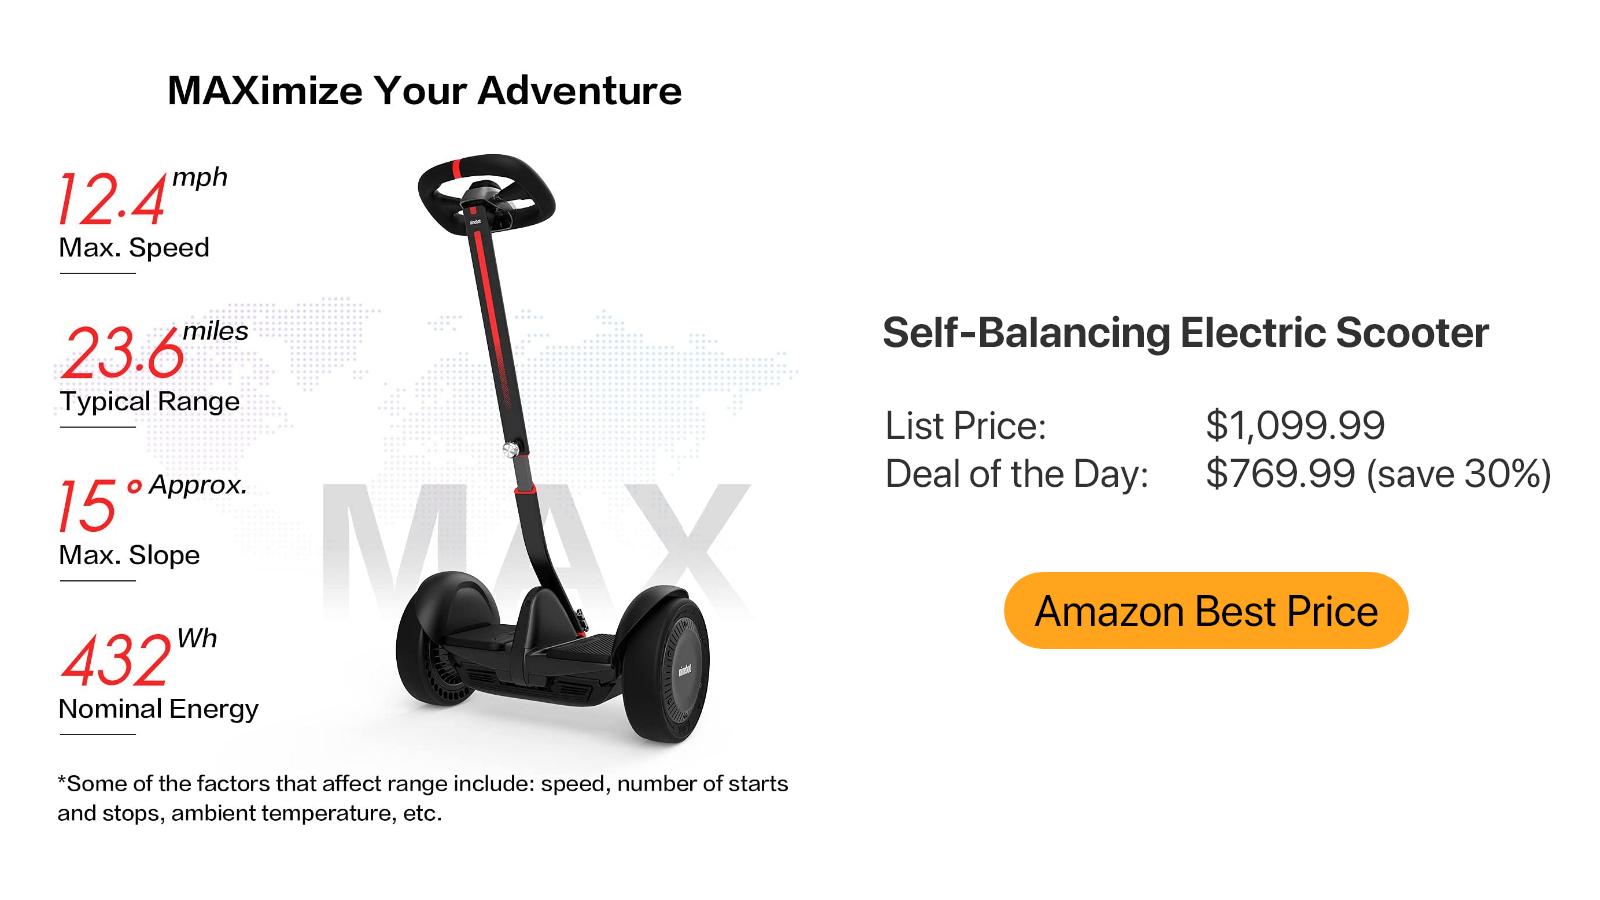 MAXimize Your Adventure
12.4 mph
Max. Speed
23.6 miles
Typical Range
15° Approx.
Max. Slope
432 Wh
Nominal Energy
MAX
ninebot
*Some of the factors that affect range include: speed, number of starts
and stops, ambient temperature, etc.
Self-Balancing Electric Scooter
List Price: $1,099.99
Deal of the Day: $769.99 (save 30%)
Amazon Best Price